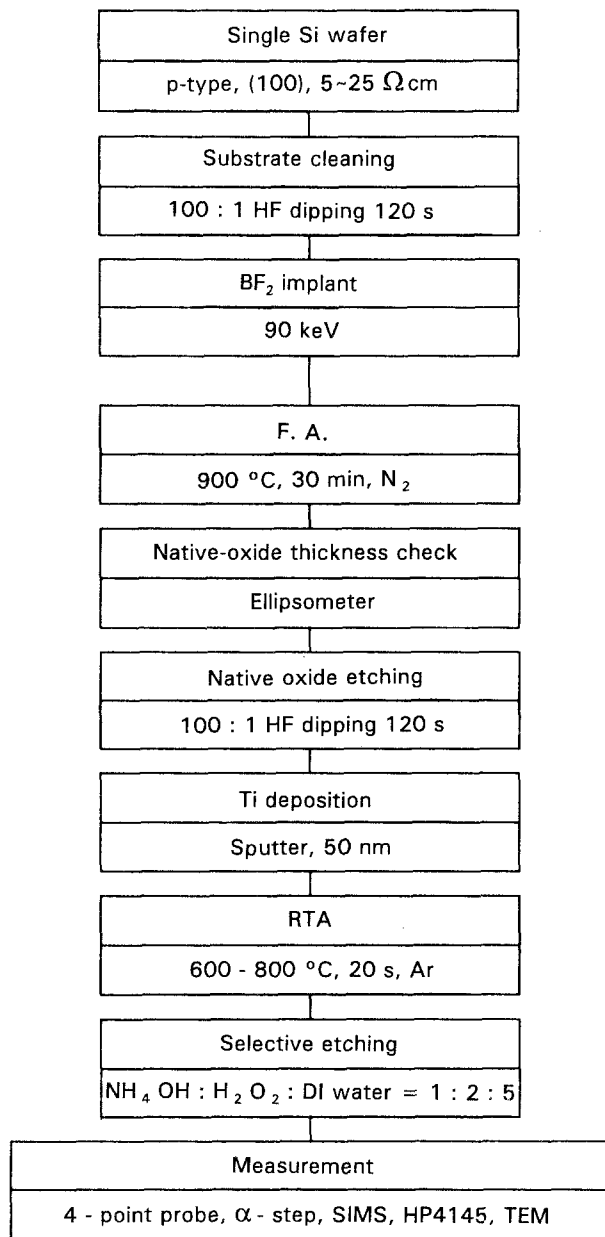 Single Si wafer
p-type, (100), 5~25 Ωcm
Substrate cleaning
100 : 1 HF dipping 120 s
BF₂ implant
90 keV
F. A.
900 °C, 30 min, N₂
Native-oxide thickness check
Ellipsometer
Native oxide etching
100 : 1 HF dipping 120 s
Ti deposition
Sputter, 50 nm
RTA
600 - 800 °C, 20 s, Ar
Selective etching
NH₄OH : H₂O₂ : DI water = 1 : 2 : 5
Measurement
4 - point probe, α - step, SIMS, HP4145, TEM